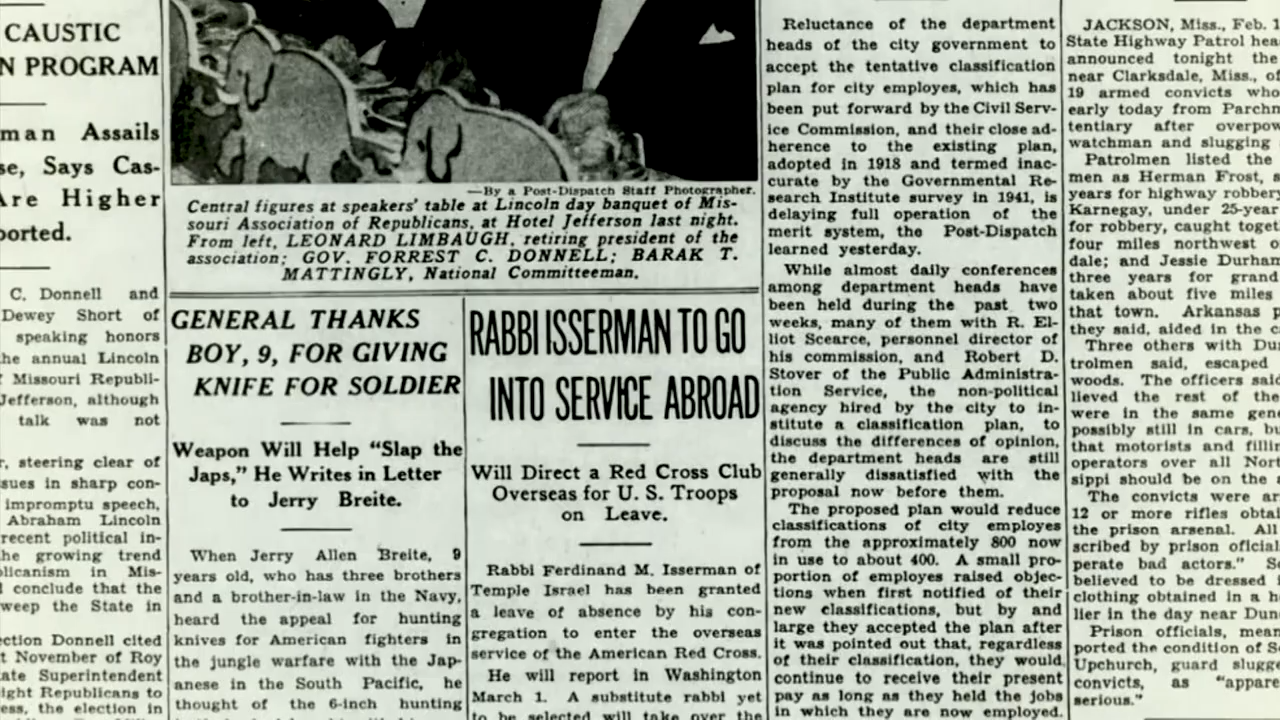 CAUSTIC
N PROGRAM
man Assails
se, Says Cas-
Are Higher
ported.
C. Donnell and
Dewey Short of
speaking honors
he annual Lincoln
Missouri Republi-
Jefferson, although
talk was not
r, steering clear of
sues in sharp con-
impromptu speech,
Abraham Lincoln
recent political in-
he growing trend
blicanism in Mis-
l conclude that the
weep the State in
ection Donnell cited
t November of Roy
ate Superintendent
ight Republicans to
ess, the election in
—By a Post-Dispatch Staff Photographer.
Central figures at speakers' table at Lincoln day banquet of Mis-
souri Association of Republicans, at Hotel Jefferson last night.
From left, LEONARD LIMBAUGH, retiring president of the
association; GOV. FORREST C. DONNELL; BARAK T.
MATTINGLY, National Committeeman.
GENERAL THANKS
BOY, 9, FOR GIVING
KNIFE FOR SOLDIER
Weapon Will Help "Slap the
Japs," He Writes in Letter
to Jerry Breite.
When Jerry Allen Breite, 9
years old, who has three brothers
and a brother-in-law in the Navy,
heard the appeal for hunting
knives for American fighters in
the jungle warfare with the Jap-
anese in the South Pacific, he
thought of the 6-inch hunting
RABBI ISSERMAN TO GO
INTO SERVICE ABROAD
Will Direct a Red Cross Club
Overseas for U. S. Troops
on Leave.
Rabbi Ferdinand M. Isserman of
Temple Israel has been granted
a leave of absence by his con-
gregation to enter the overseas
service of the American Red Cross.
He will report in Washington
March 1. A substitute rabbi yet
to be selected will take over the
Reluctance of the department
heads of the city government to
accept the tentative classification
plan for city employes, which has
been put forward by the Civil Serv-
ice Commission, and their close ad-
herence to the existing plan,
adopted in 1918 and termed inac-
curate by the Governmental Re-
search Institute survey in 1941, is
delaying full operation of the
merit system, the Post-Dispatch
learned yesterday.
While almost daily conferences
among department heads have
been held during the past two
weeks, many of them with R. El-
liot Scearce, personnel director of
his commission, and Robert D.
Stover of the Public Administra-
tion Service, the non-political
agency hired by the city to in-
stitute a classification plan, to
discuss the differences of opinion,
the department heads are still
generally dissatisfied with the
proposal now before them.
The proposed plan would reduce
classifications of city employes
from the approximately 800 now
in use to about 400. A small pro-
portion of employes raised objec-
tions when first notified of their
new classifications, but by and
large they accepted the plan after
it was pointed out that, regardless
of their classification, they would
continue to receive their present
pay as long as they held the jobs
in which they are now employed.
JACKSON, Miss., Feb. 1
State Highway Patrol hea
announced tonight the
near Clarksdale, Miss., of
19 armed convicts who
early today from Parchm
tentiary after overpow
watchman and slugging
Patrolmen listed the
men as Herman Frost, s
years for highway robbery
Karnegay, under 25-year
for robbery, caught toget
four miles northwest o
dale; and Jessie Durham
three years for grand
taken about five miles
that town. Arkansas p
they said, aided in the c
Three others with Du
trolmen said, escaped
woods. The officers said
lieved the rest of the
were in the same gen
possibly still in cars, bu
that motorists and fillin
operators over all Nort
sippi should be on the a
The convicts were ar
12 or more rifles obtai
the prison arsenal. All
scribed by prison oficial
perate bad actors." So
believed to be dressed i
clothing obtained in a h
lier in the day near Dun
Prison officials, mean
ported the condition of Se
Upchurch, guard slugge
convicts, as "appare
serious."